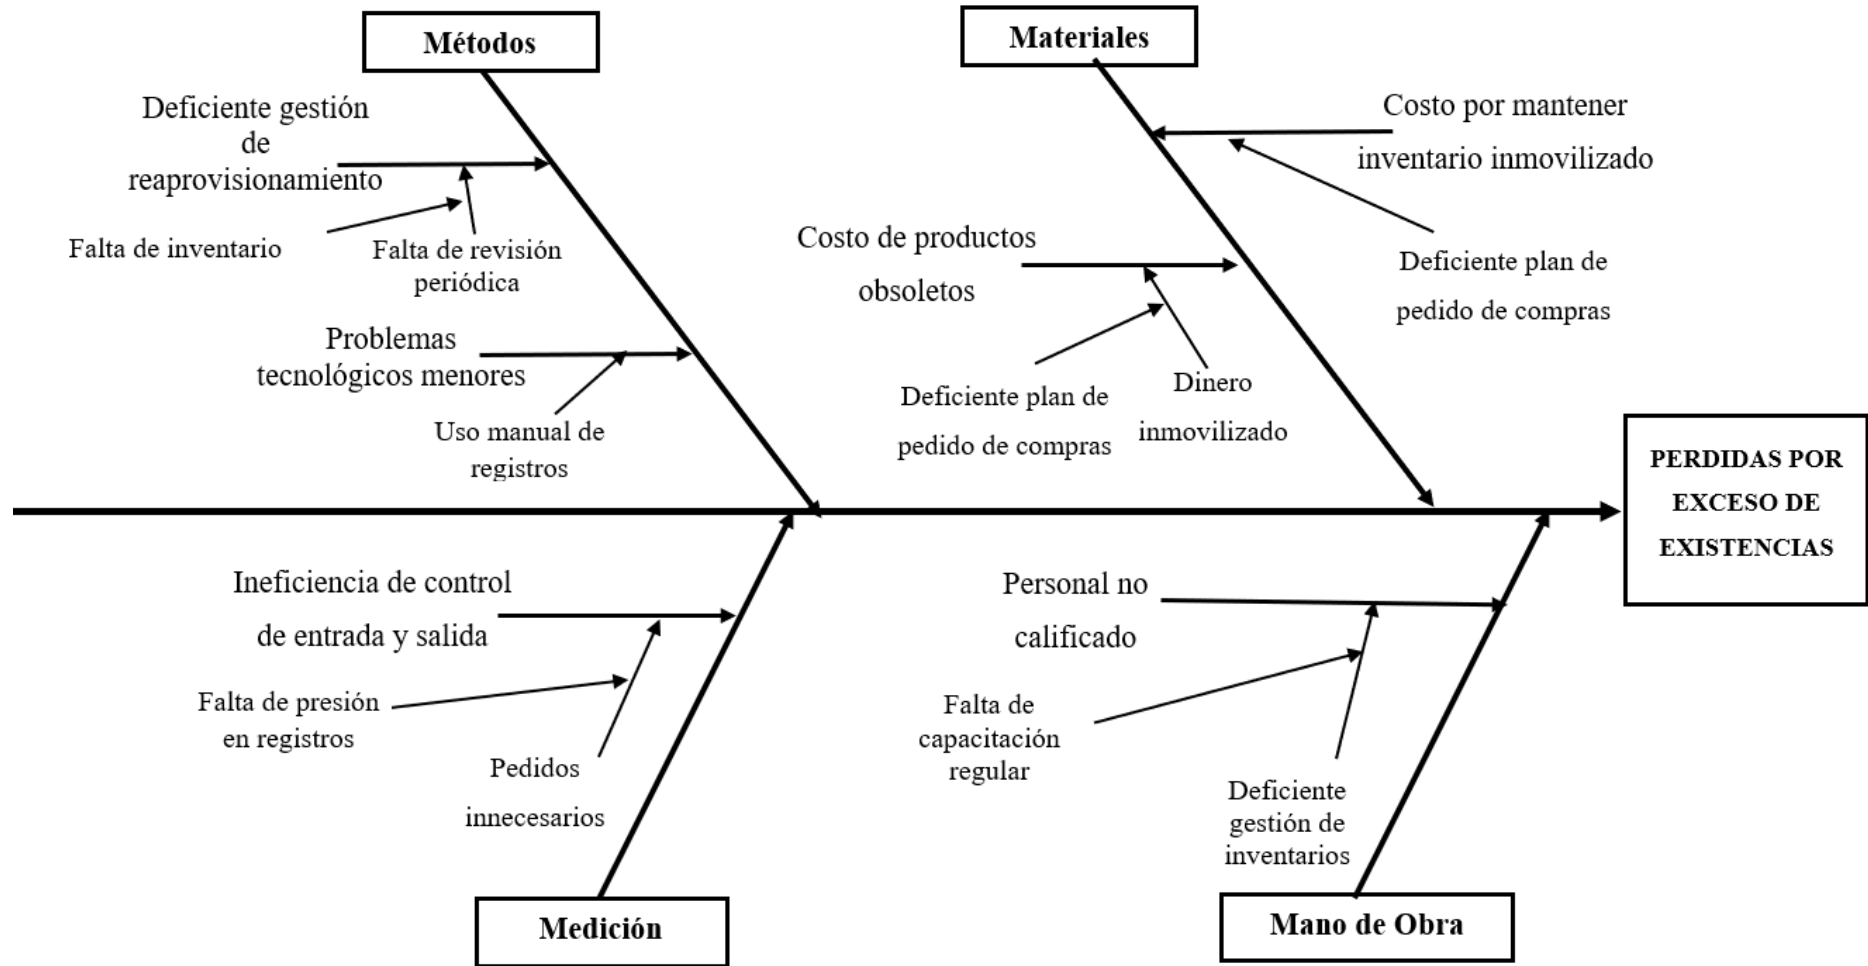 Métodos
Deficiente gestión
de
reaprovisionamiento
Falta de inventario
Falta de revisión
periódica
Problemas
tecnológicos menores
Uso manual de
registros
Materiales
Costo por mantener
inventario inmovilizado
Deficiente plan de
pedido de compras
Costo de productos
obsoletos
Deficiente plan de
pedido de compras
Dinero
inmovilizado
PERDIDAS POR
EXCESO DE
EXISTENCIAS
Ineficiencia de control
de entrada y salida
Falta de presión
en registros
Pedidos
innecesarios
Medición
Personal no
calificado
Falta de
capacitación
regular
Deficiente
gestión de
inventarios
Mano de Obra